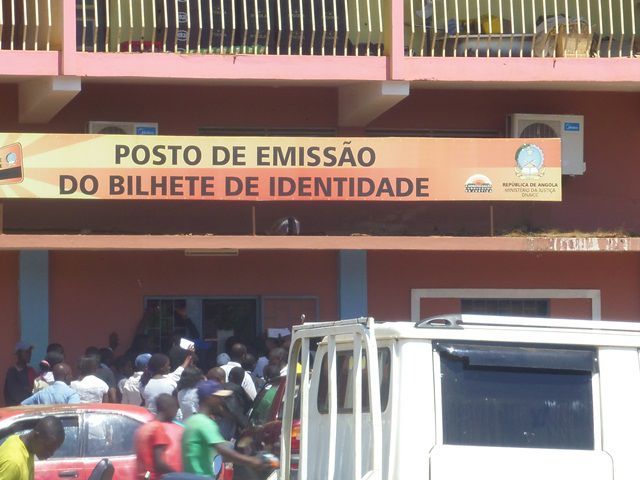 POSTO DE EMISSÃO
DO BILHETE DE IDENTIDADE
REPÚBLICA DE ANGOLA
MINISTÉRIO DA JUSTIÇA